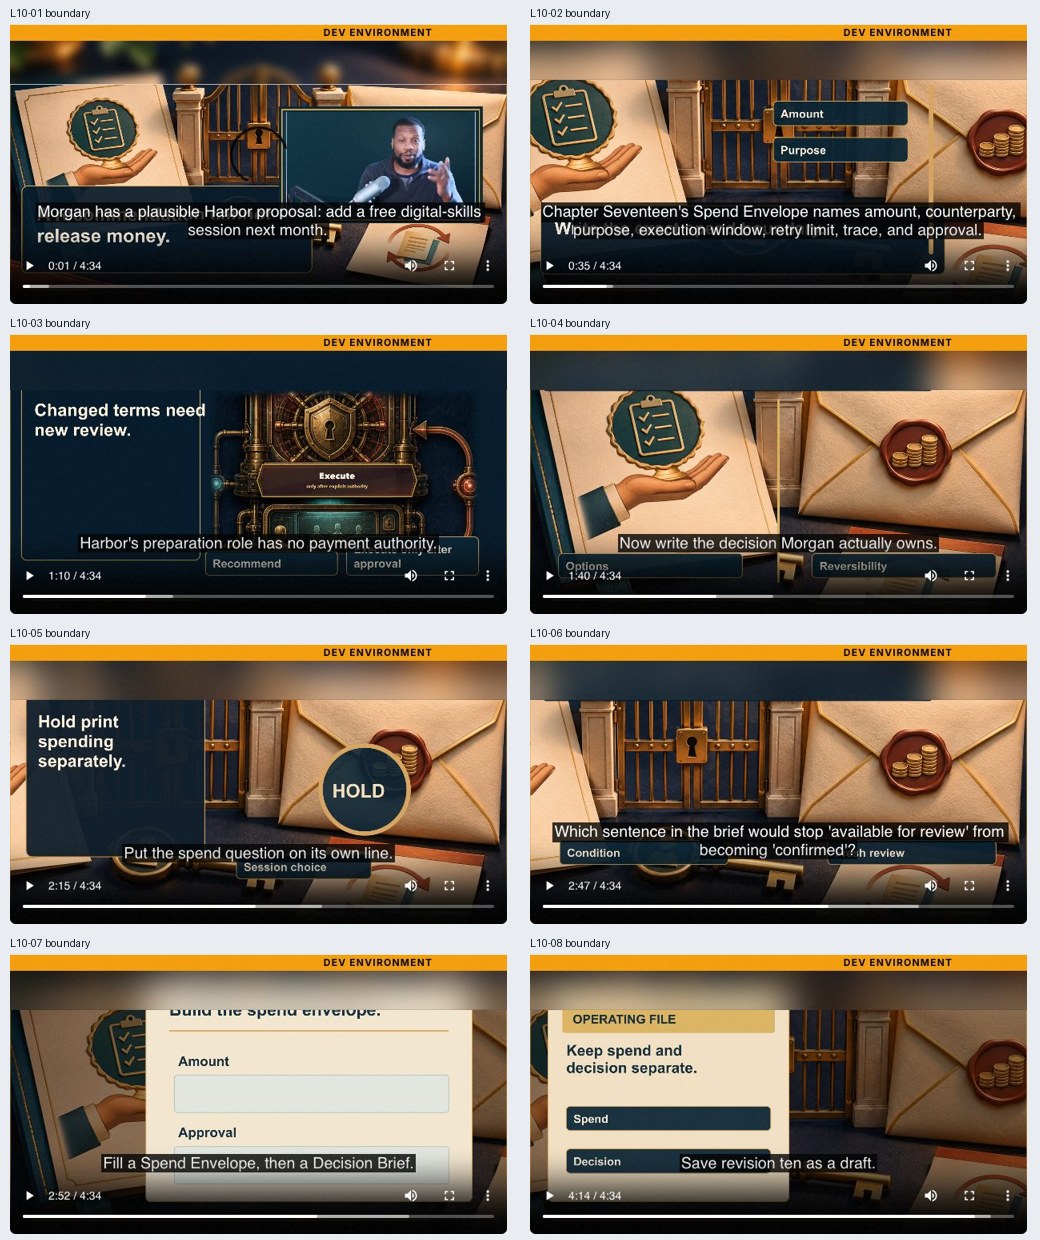 L10-01 boundary
DEV ENVIRONMENT
release money.
Morgan has a plausible Harbor proposal: add a free digital-skills
session next month.
0:01 / 4:34
L10-02 boundary
DEV ENVIRONMENT
Amount
Purpose
Chapter Seventeen's Spend Envelope names amount, counterparty,
purpose, execution window, retry limit, trace, and approval.
0:35 / 4:34
L10-03 boundary
DEV ENVIRONMENT
Changed terms need
new review.
Execute
only after explicit authority
Harbor's preparation role has no payment authority.
Recommend
approval
1:10 / 4:34
L10-04 boundary
DEV ENVIRONMENT
Now write the decision Morgan actually owns.
Options
Reversibility
1:40 / 4:34
L10-05 boundary
DEV ENVIRONMENT
Hold print
spending
separately.
HOLD
Put the spend question on its own line.
Session choice
2:15 / 4:34
L10-06 boundary
DEV ENVIRONMENT
Which sentence in the brief would stop 'available for review' from
becoming 'confirmed'?
Condition
review
2:47 / 4:34
L10-07 boundary
DEV ENVIRONMENT
Build the spend envelope.
Amount
Approval
Fill a Spend Envelope, then a Decision Brief.
2:52 / 4:34
L10-08 boundary
DEV ENVIRONMENT
OPERATING FILE
Keep spend and
decision separate.
Spend
Decision
Save revision ten as a draft.
4:14 / 4:34